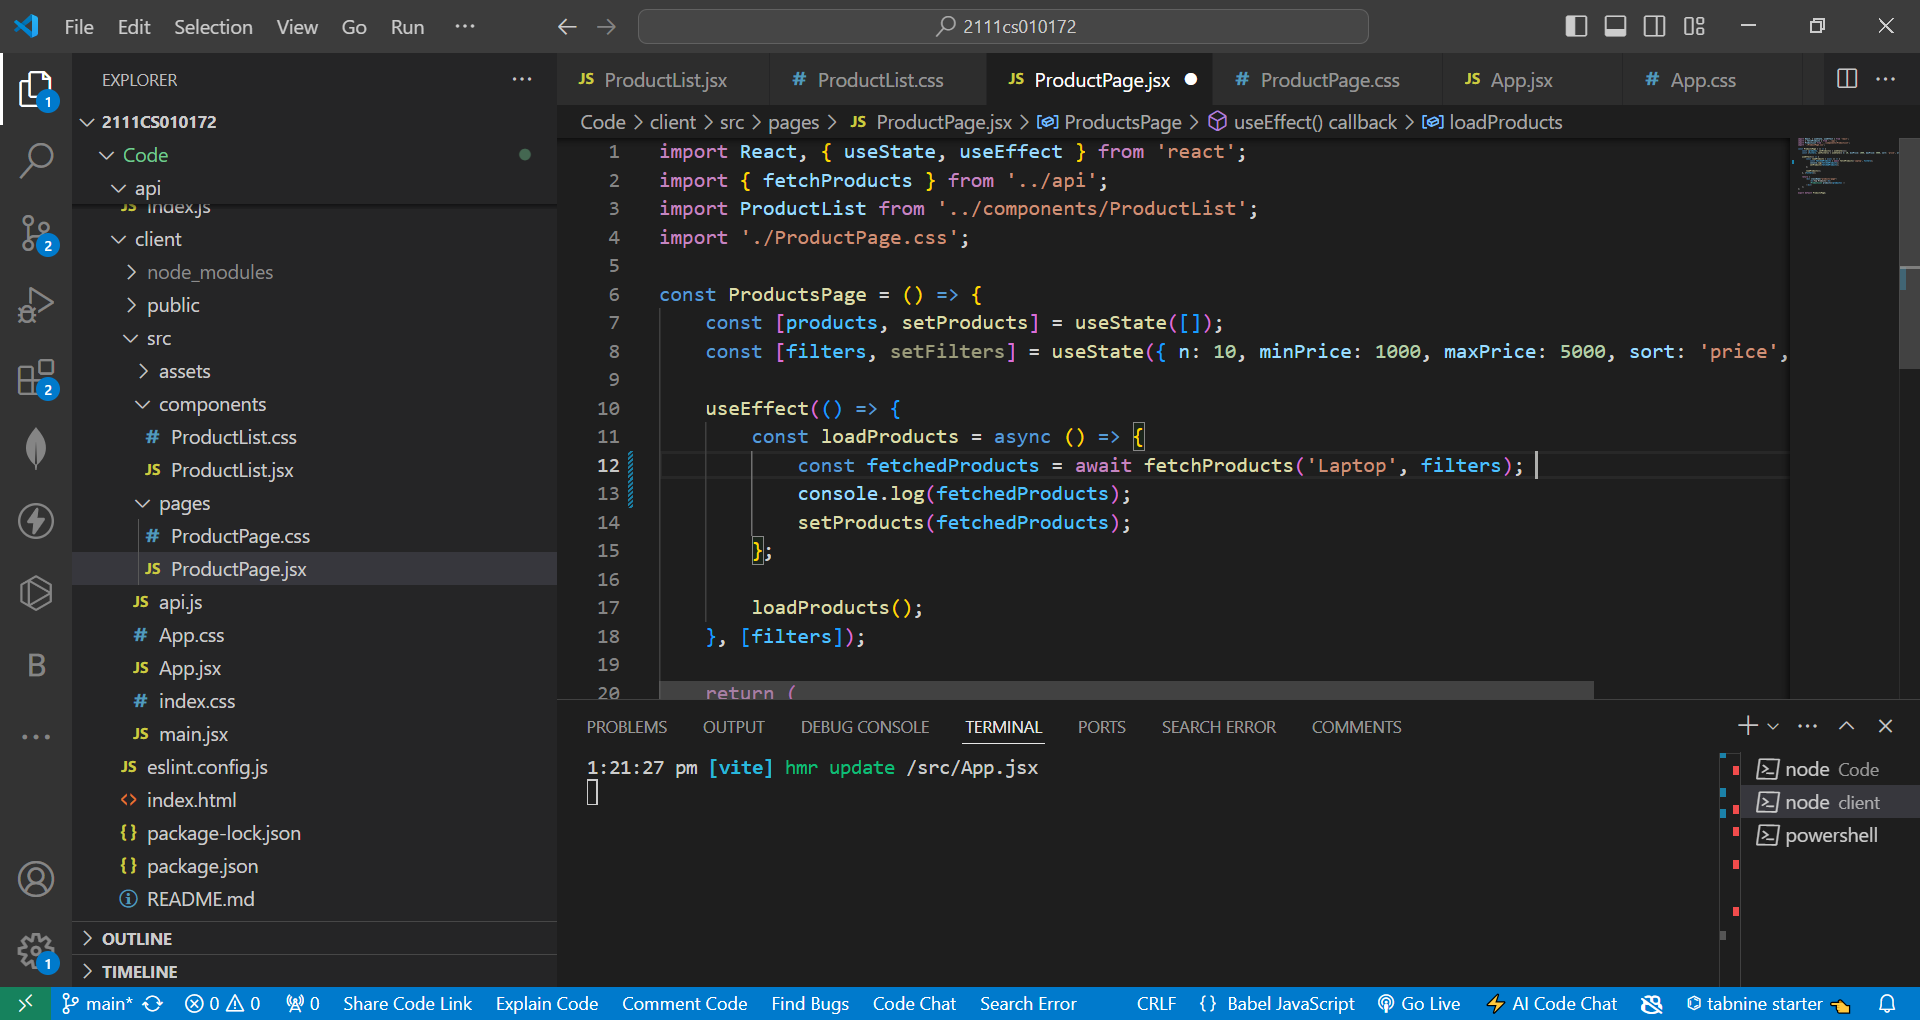 File Edit Selection View Go Run ··· 2111cs010172
EXPLORER
2111CS010172
Code
api
JS index.js
client
node_modules
public
src
assets
components
# ProductList.css
JS ProductList.jsx
pages
# ProductPage.css
JS ProductPage.jsx
JS api.js
# App.css
JS App.jsx
# index.css
JS main.jsx
JS eslint.config.js
<> index.html
{} package-lock.json
{} package.json
README.md
OUTLINE
TIMELINE
1
2
2
B
1
JS ProductList.jsx # ProductList.css JS ProductPage.jsx # ProductPage.css JS App.jsx # App.css
Code > client > src > pages > JS ProductPage.jsx > ProductsPage > useEffect() callback > loadProducts
1 import React, { useState, useEffect } from 'react';
2 import { fetchProducts } from '../api';
3 import ProductList from '../components/ProductList';
4 import './ProductPage.css';
5
6 const ProductsPage = () => {
7 const [products, setProducts] = useState([]);
8 const [filters, setFilters] = useState({ n: 10, minPrice: 1000, maxPrice: 5000, sort: 'price',
9
10 useEffect(() => {
11 const loadProducts = async () => {
12 const fetchedProducts = await fetchProducts('Laptop', filters);
13 console.log(fetchedProducts);
14 setProducts(fetchedProducts);
15 };
16
17 loadProducts();
18 }, [filters]);
19
20 return (
PROBLEMS OUTPUT DEBUG CONSOLE TERMINAL PORTS SEARCH ERROR COMMENTS
1:21:27 pm [vite] hmr update /src/App.jsx
node Code
node client
powershell
main* 0 0 0 Share Code Link Explain Code Comment Code Find Bugs Code Chat Search Error CRLF {} Babel JavaScript Go Live AI Code Chat tabnine starter